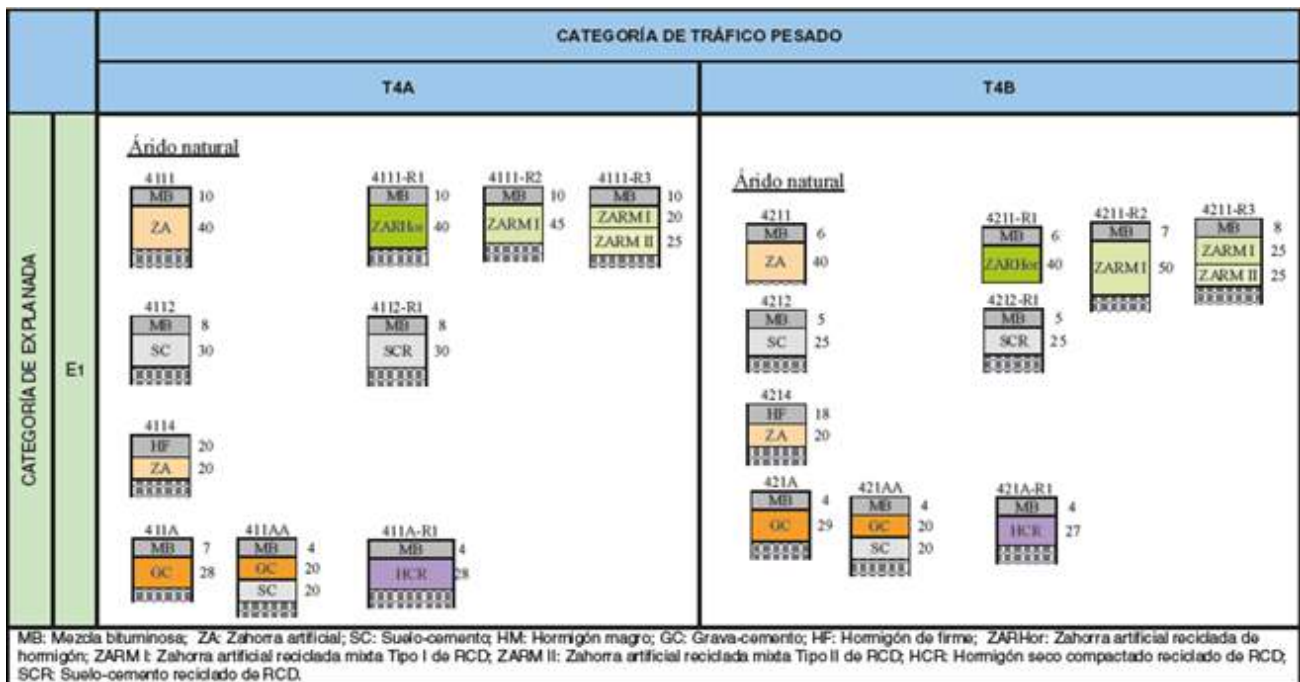 CATEGORÍA DE TRÁFICO PESADO
T4A
T4B
CATEGORÍA DE EXPLANADA
E1
Árido natural
4111
MB 10
ZA 40
4111-R1
MB 10
ZARHor 40
4111-R2
MB 10
ZARM I 45
4111-R3
MB 10
ZARM I 20
ZARM II 25
4112
MB 8
SC 30
4112-R1
MB 8
SCR 30
4114
HF 20
ZA 20
411A
MB 7
GC 28
411AA
MB 4
GC 20
SC 20
411A-R1
MB 4
HCR 28
Árido natural
4211
MB 6
ZA 40
4211-R1
MB 6
ZARHor 40
4211-R2
MB 7
ZARM I 50
4211-R3
MB 8
ZARM I 25
ZARM II 25
4212
MB 5
SC 25
4212-R1
MB 5
SCR 25
4214
HF 18
ZA 20
421A
MB 4
GC 29
421AA
MB 4
GC 20
SC 20
421A-R1
MB 4
HCR 27
MB: Mezcla bituminosa; ZA: Zahorra artificial; SC: Suelo-cemento; HM: Hormigón magro; GC: Grava-cemento; HF: Hormigón de firme; ZARHor: Zahorra artificial reciclada de
hormigón; ZARM I: Zahorra artificial reciclada mixta Tipo I de RCD; ZARM II: Zahorra artificial reciclada mixta Tipo II de RCD; HCR: Hormigón seco compactado reciclado de RCD;
SCR: Suelo-cemento reciclado de RCD.